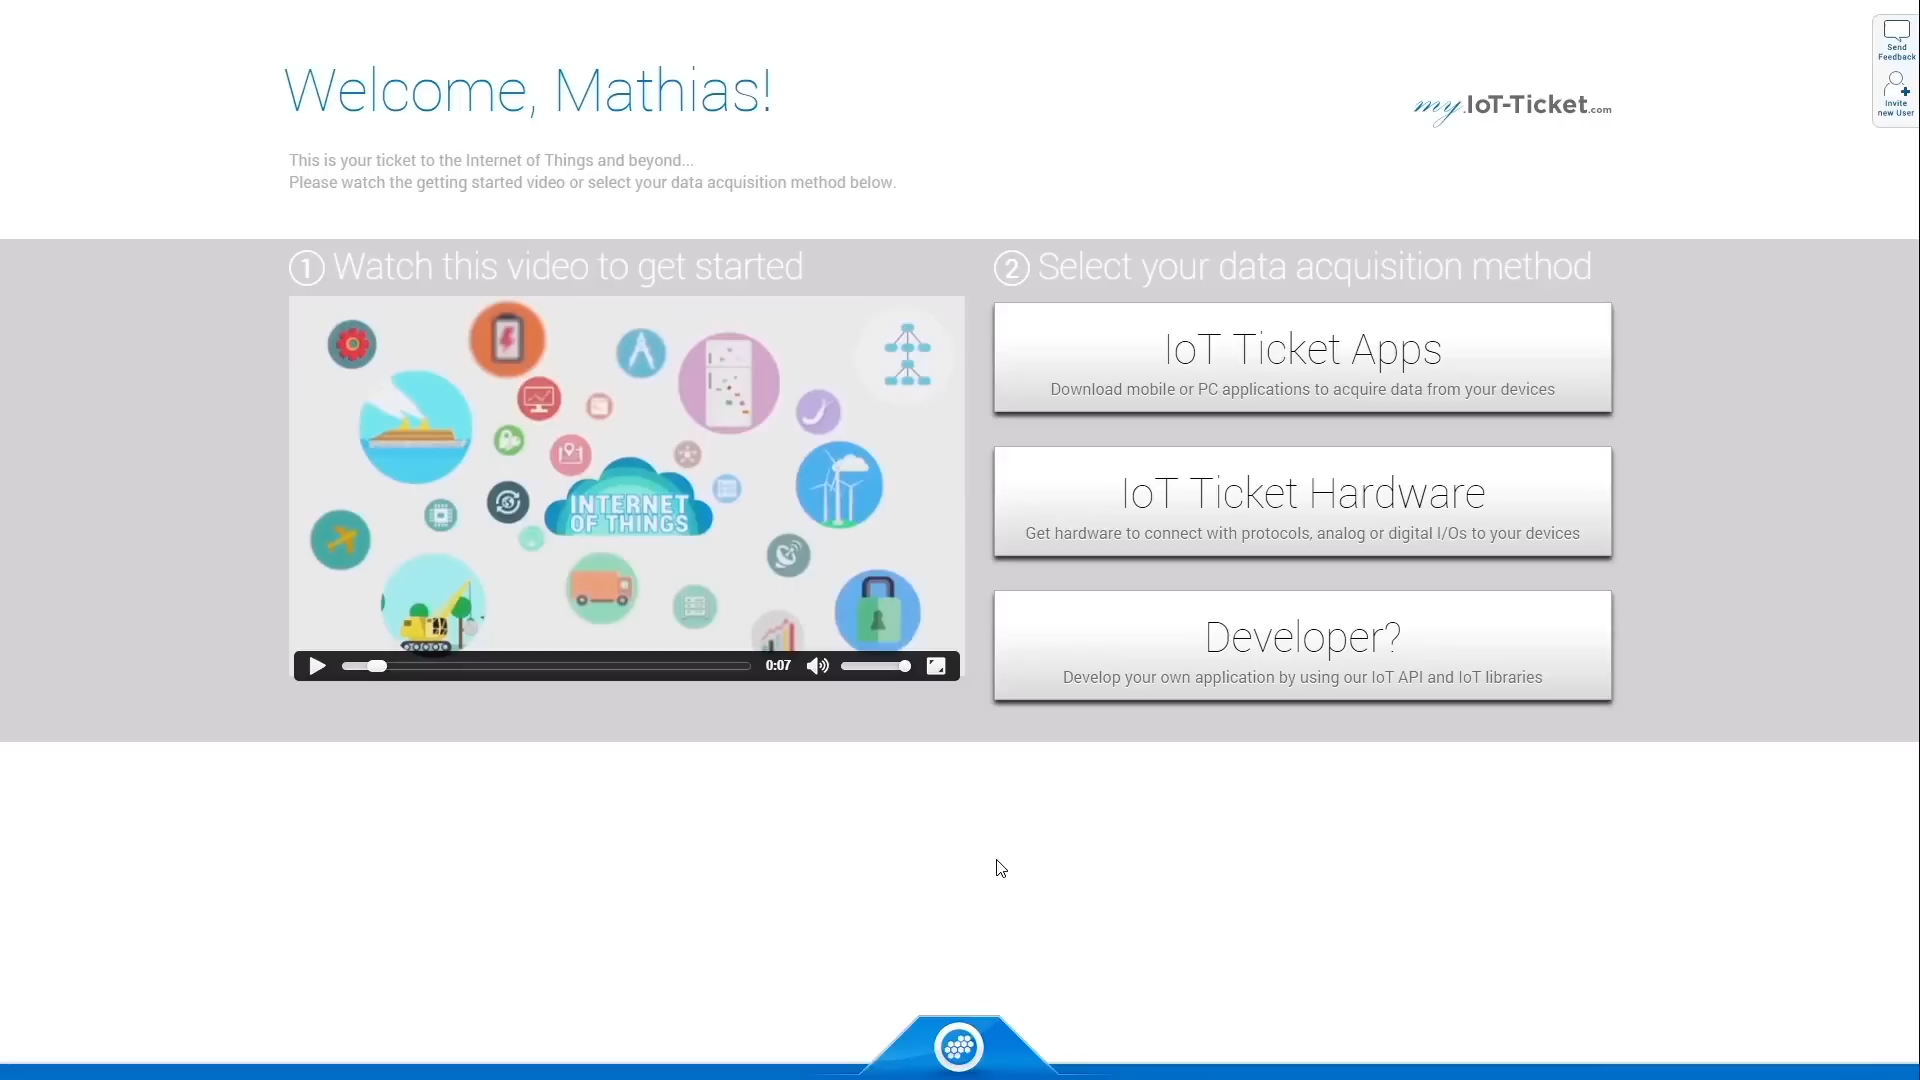 Welcome, Mathias!
my.IoT-Ticket.com
Send
Feedback
Invite
new User
This is your ticket to the Internet of Things and beyond...
Please watch the getting started video or select your data acquisition method below.
1 Watch this video to get started
INTERNET
OF THINGS
0:07
2 Select your data acquisition method
IoT Ticket Apps
Download mobile or PC applications to acquire data from your devices
IoT Ticket Hardware
Get hardware to connect with protocols, analog or digital I/Os to your devices
Developer?
Develop your own application by using our IoT API and IoT libraries